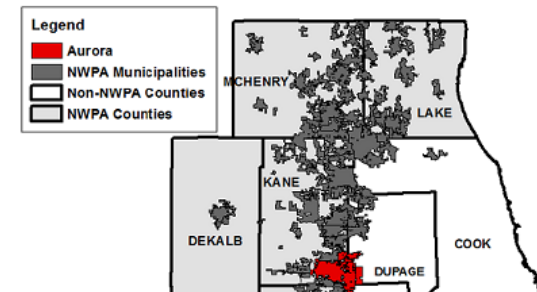 Legend
Aurora
NWPA Municipalities
Non-NWPA Counties
NWPA Counties
MCHENRY
LAKE
KANE
DEKALB
COOK
DUPAGE